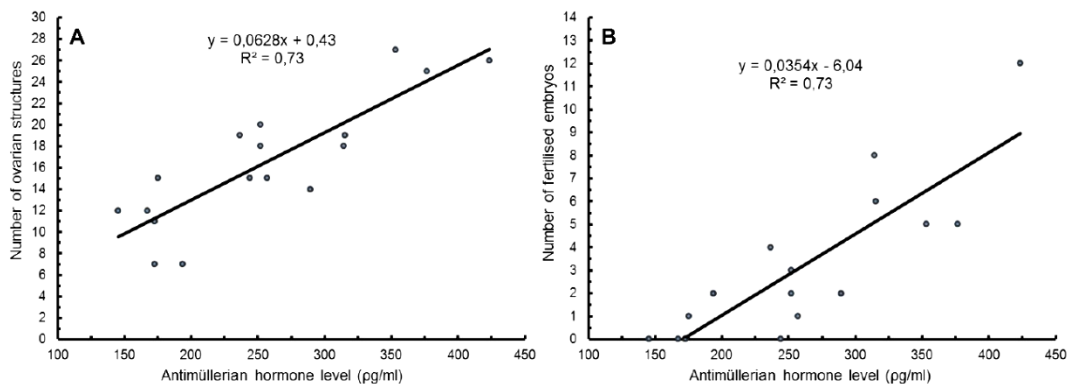 A
y = 0,0628x + 0,43
R² = 0,73
Number of ovarian structures
30
28
26
24
22
20
18
16
14
12
10
8
6
4
2
0
100 150 200 250 300 350 400 450
Antimüllerian hormone level (ρg/ml)
B
y = 0,0354x - 6,04
R² = 0,73
Number of fertilised embryos
14
13
12
11
10
9
8
7
6
5
4
3
2
1
0
100 150 200 250 300 350 400 450
Antimüllerian hormone level (ρg/ml)